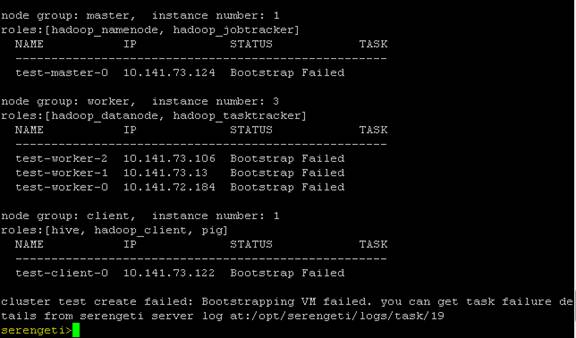 node group: master,  instance number: 1
roles:[hadoop_namenode, hadoop_jobtracker]
  NAME           IP             STATUS            TASK
  ----------------------------------------------------
  test-master-0  10.141.73.124  Bootstrap Failed
node group: worker,  instance number: 3
roles:[hadoop_datanode, hadoop_tasktracker]
  NAME           IP             STATUS            TASK
  ----------------------------------------------------
  test-worker-2  10.141.73.106  Bootstrap Failed
  test-worker-1  10.141.73.13   Bootstrap Failed
  test-worker-0  10.141.72.184  Bootstrap Failed
node group: client,  instance number: 1
roles:[hive, hadoop_client, pig]
  NAME           IP             STATUS            TASK
  ----------------------------------------------------
  test-client-0  10.141.73.122  Bootstrap Failed
cluster test create failed: Bootstrapping VM failed. you can get task failure de
tails from serengeti server log at:/opt/serengeti/logs/task/19
serengeti>